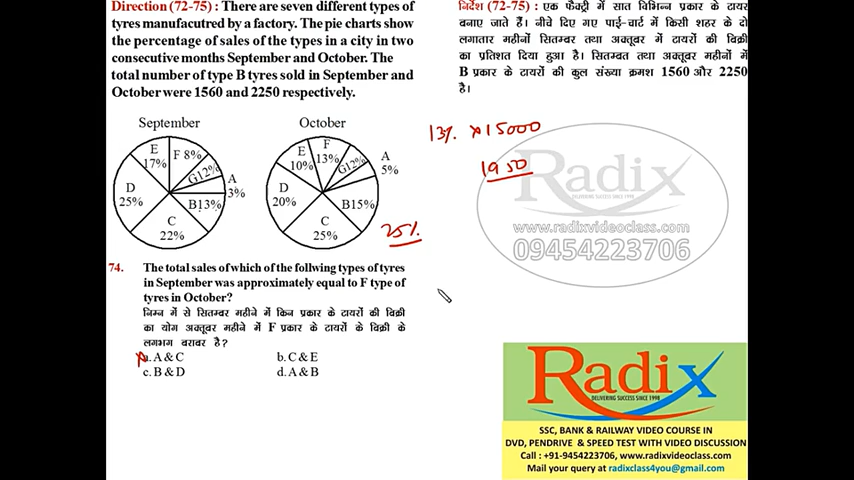 Direction (72-75) : There are seven different types of
tyres manufacutred by a factory. The pie charts show
the percentage of sales of the types in a city in two
consecutive months September and October. The
total number of type B tyres sold in September and
October were 1560 and 2250 respectively.
निर्देश (72-75) : एक फैक्ट्री में सात विभिन्न प्रकार के टायर
बनाए जाते हैं। नीचे दिए गए पाई-चार्ट में किसी शहर के दो
लगातार महीनों सितम्बर तथा अक्तूबर में टायरों की बिक्री
का प्रतिशत दिया हुआ है। सितम्बत तथा अक्तूबर महीनों में
B प्रकार के टायरों की कुल संख्या क्रमश 1560 और 2250
है।
September
E
17%
F 8%
G12%
A
3%
B13%
C
22%
D
25%
October
E
10%
F
13%
G12%
A
5%
B15%
C
25%
D
20%
25%
13% × 15000
1950
Radix
DELIVERING SUCCESS SINCE 1998
www.radixvideoclass.com
09454223706
74. The total sales of which of the follwing types of tyres
in September was approximately equal to F type of
tyres in October?
निम्न में से सितम्बर महीने में किन प्रकार के टायरों की बिक्री
का योग अक्तूबर महीने में F प्रकार के टायरों के बिक्री के
लगभग बराबर है?
a. A & C b. C & E
c. B & D d. A & B
Radix
DELIVERING SUCCESS SINCE 1998
SSC, BANK & RAILWAY VIDEO COURSE IN
DVD, PENDRIVE & SPEED TEST WITH VIDEO DISCUSSION
Call : +91-9454223706, www.radixvideoclass.com
Mail your query at radixclass4you@gmail.com